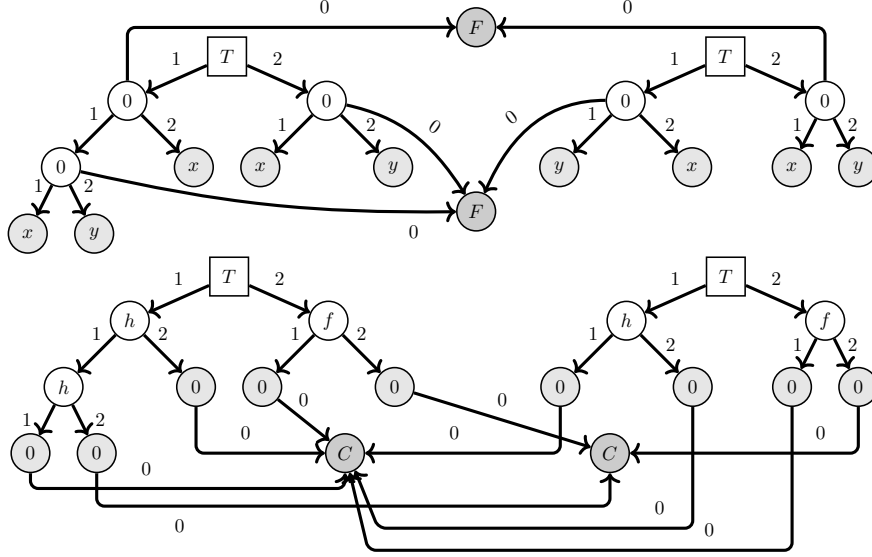 0 F 0
1 T 2 1 T 2
0 0 0 0
1 2 1 2 0 0 1 2 1 2
0 x x y y x x y
1 2 F
x y 0
1 T 2 1 T 2
h f h f
1 2 1 2 1 2 1 2
h 0 0 0 0 0 0 0
0 0
1 2 0 0 0
0 0 C C
0
0 0 0